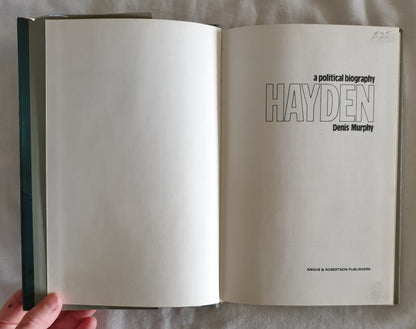 £35
a political biography
HAYDEN
Denis Murphy
ANGUS & ROBERTSON PUBLISHERS